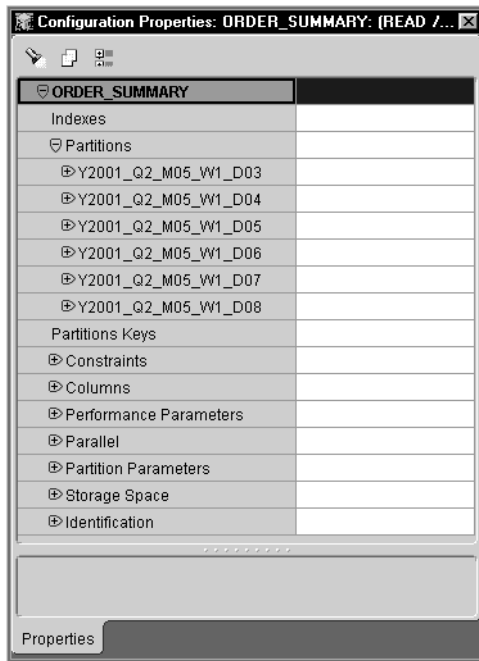 Configuration Properties: ORDER_SUMMARY: (READ /...
ORDER_SUMMARY
Indexes
Partitions
Y2001_Q2_M05_W1_D03
Y2001_Q2_M05_W1_D04
Y2001_Q2_M05_W1_D05
Y2001_Q2_M05_W1_D06
Y2001_Q2_M05_W1_D07
Y2001_Q2_M05_W1_D08
Partitions Keys
Constraints
Columns
Performance Parameters
Parallel
Partition Parameters
Storage Space
Identification
Properties